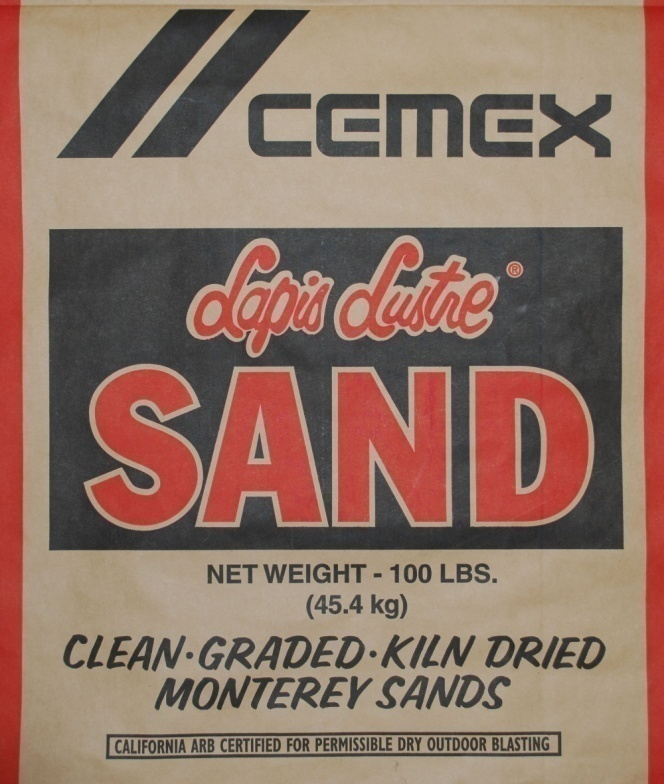 CEMEX
Lapis Lustre ®
SAND
NET WEIGHT - 100 LBS.
(45.4 kg)
CLEAN·GRADED·KILN DRIED
MONTEREY SANDS
CALIFORNIA ARB CERTIFIED FOR PERMISSIBLE DRY OUTDOOR BLASTING